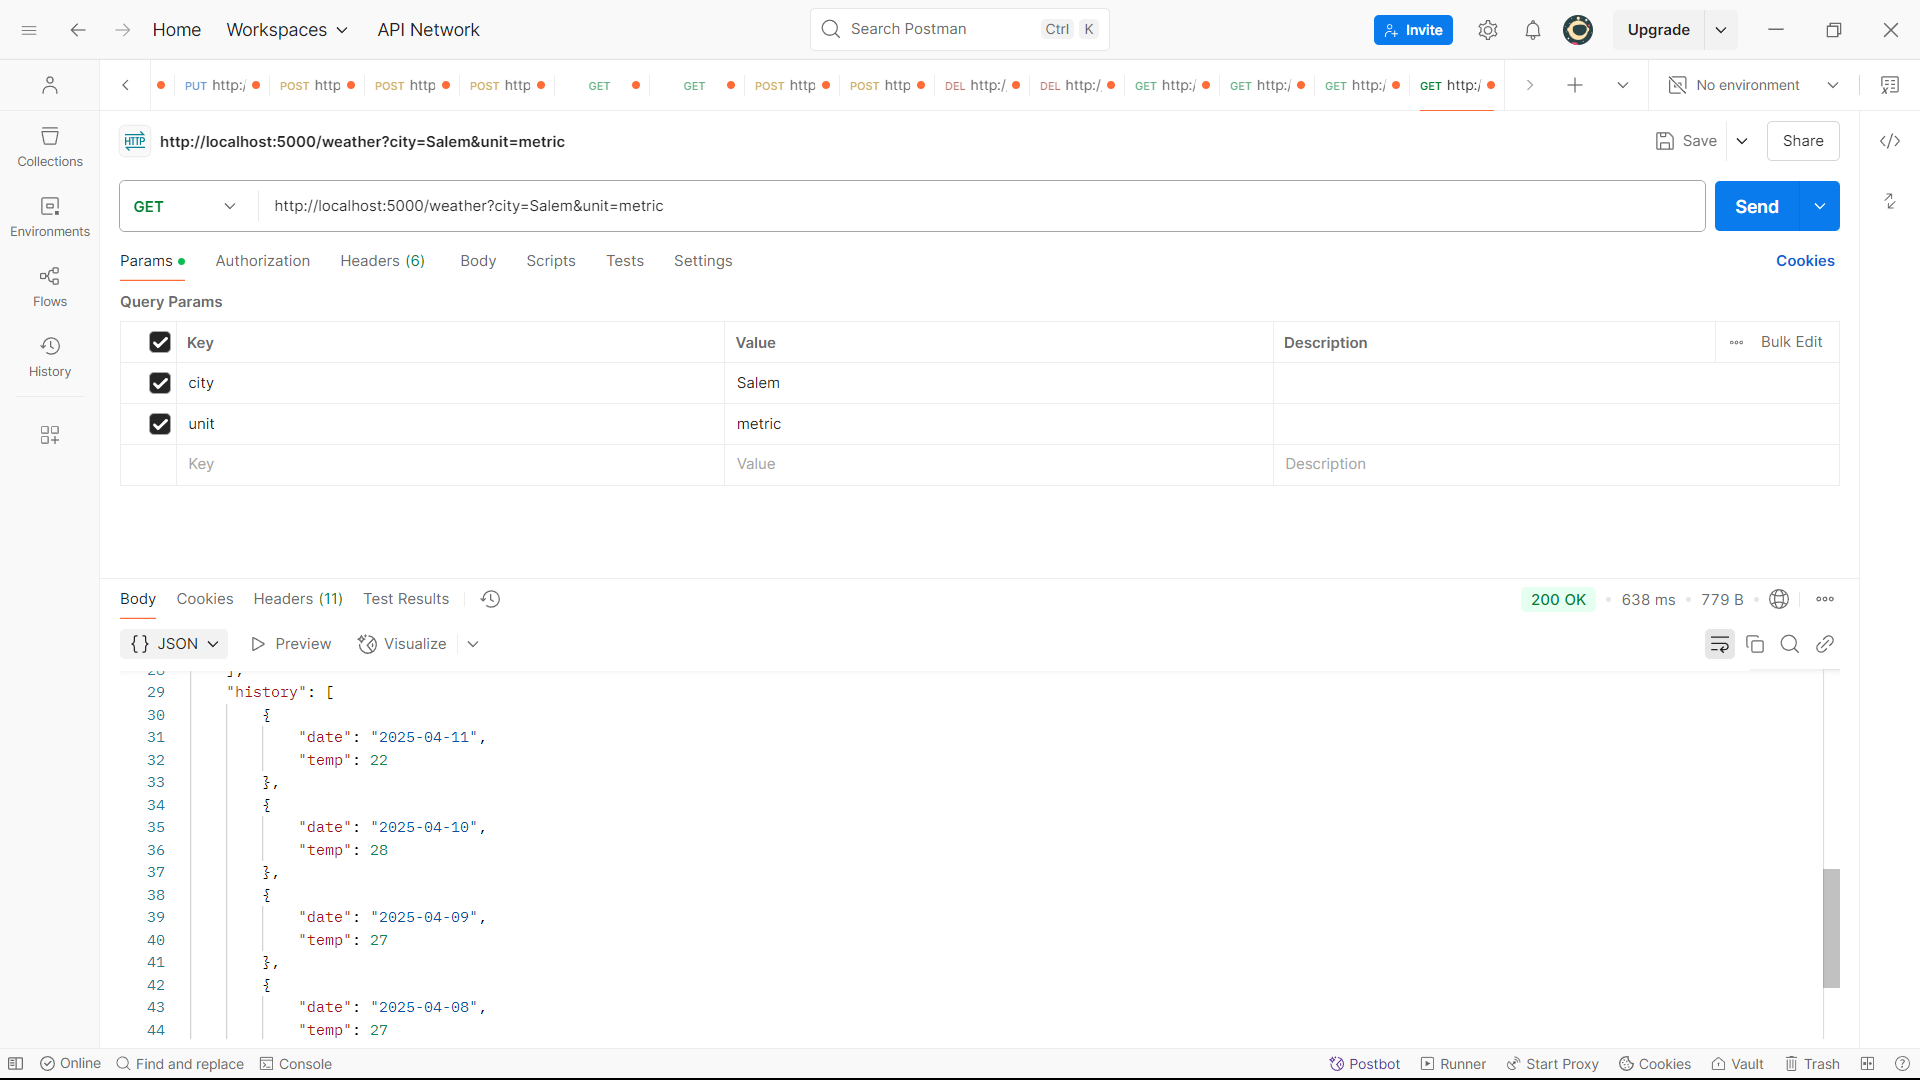 Home Workspaces API Network Search Postman Ctrl K Invite Upgrade
PUT http:/ POST http POST http POST http GET GET POST http POST http DEL http:/ DEL http:/ GET http:/ GET http:/ GET http:/ GET http:/ No environment
HTTP http://localhost:5000/weather?city=Salem&unit=metric Save Share
GET http://localhost:5000/weather?city=Salem&unit=metric Send
Collections
Environments
Flows
History
Params Authorization Headers (6) Body Scripts Tests Settings Cookies
Query Params
Key Value Description Bulk Edit
city Salem
unit metric
Key Value Description
Body Cookies Headers (11) Test Results 200 OK 638 ms 779 B
{} JSON Preview Visualize
28 ],
29 "history": [
30 {
31 "date": "2025-04-11",
32 "temp": 22
33 },
34 {
35 "date": "2025-04-10",
36 "temp": 28
37 },
38 {
39 "date": "2025-04-09",
40 "temp": 27
41 },
42 {
43 "date": "2025-04-08",
44 "temp": 27
Online Find and replace Console Postbot Runner Start Proxy Cookies Vault Trash